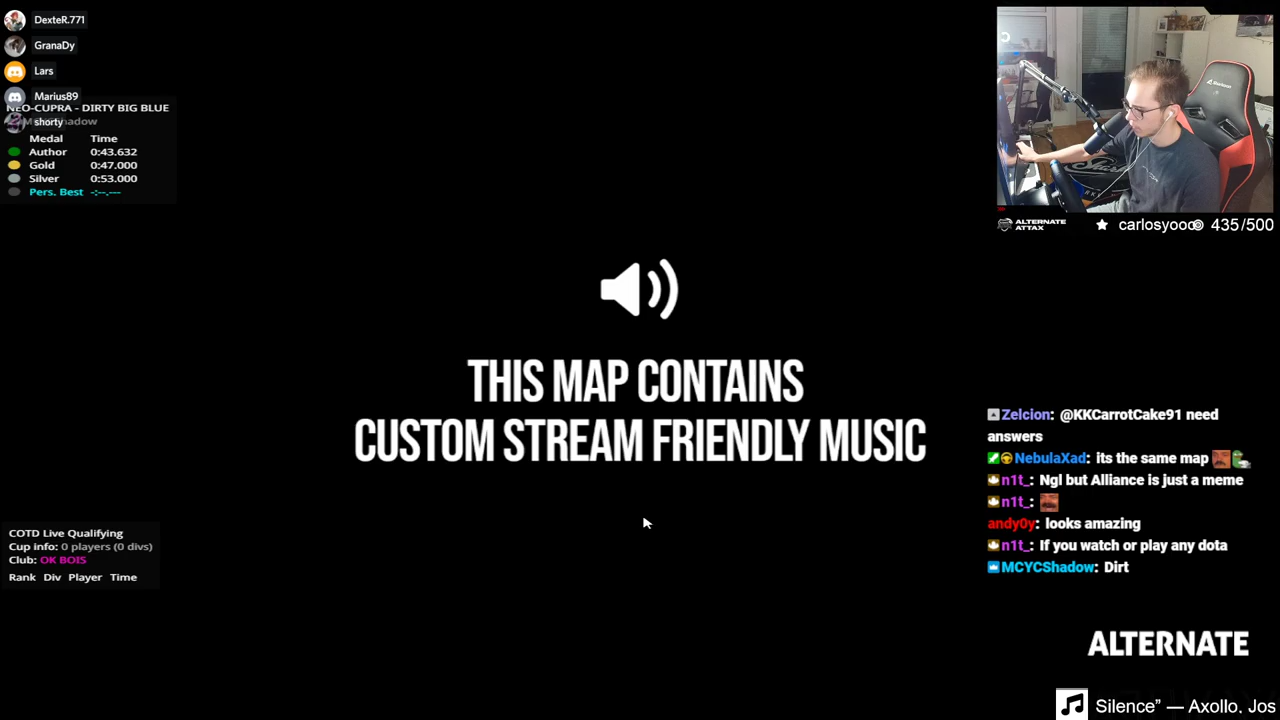 DexteR.771
GranaDy
Lars
Marius89
NEO-CUPRA - DIRTY BIG BLUE
shorty
Medal Time
Author 0:43.632
Gold 0:47.000
Silver 0:53.000
Pers. Best -:--.---
THIS MAP CONTAINS
CUSTOM STREAM FRIENDLY MUSIC
COTD Live Qualifying
Cup info: 0 players (0 divs)
Club: OK BOIS
Rank Div Player Time
ALTERNATE
ATTAX
435/500
Zelcion: @KKCarrotCake91 need
answers
NebulaXad: its the same map
n1t_: Ngl but Alliance is just a meme
n1t_:
andy0y: looks amazing
n1t_: If you watch or play any dota
MCYCShadow: Dirt
ALTERNATE
Silence” — Axollo, Jos